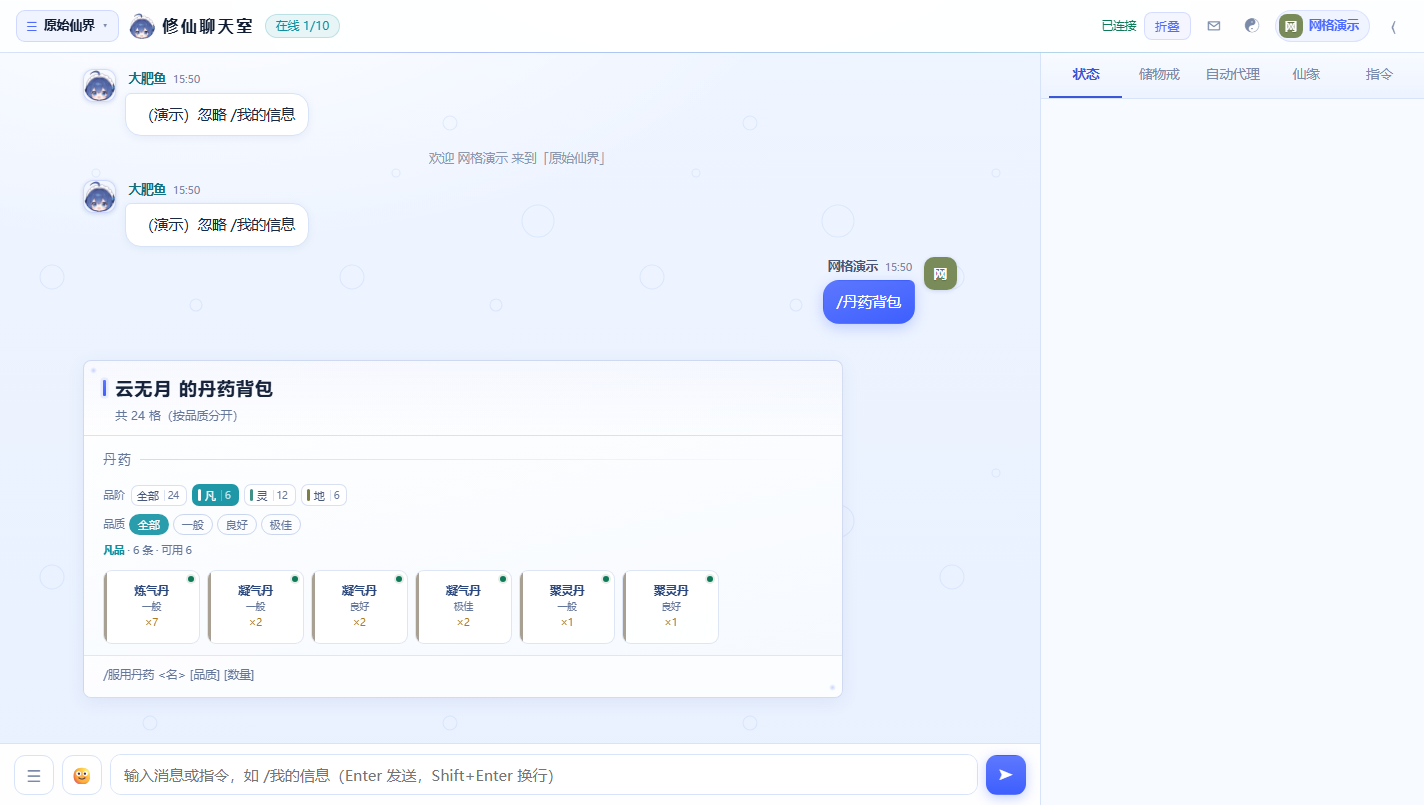 ☰ 原始仙界 ▾
修仙聊天室
在线 1/10
已连接
折叠
网
网格演示
状态
储物戒
自动代理
仙缘
指令
大肥鱼 15:50
（演示）忽略 /我的信息
欢迎 网格演示 来到「原始仙界」
大肥鱼 15:50
（演示）忽略 /我的信息
网格演示 15:50
网
/丹药背包
云无月 的丹药背包
共 24 格（按品质分开）
丹药
品阶 全部 24 凡 6 灵 12 地 6
品质 全部 一般 良好 极佳
凡品 · 6 条 · 可用 6
炼气丹
一般
×7
凝气丹
一般
×2
凝气丹
良好
×2
凝气丹
极佳
×2
聚灵丹
一般
×1
聚灵丹
良好
×1
/服用丹药 <名> [品质] [数量]
输入消息或指令，如 /我的信息（Enter 发送，Shift+Enter 换行）